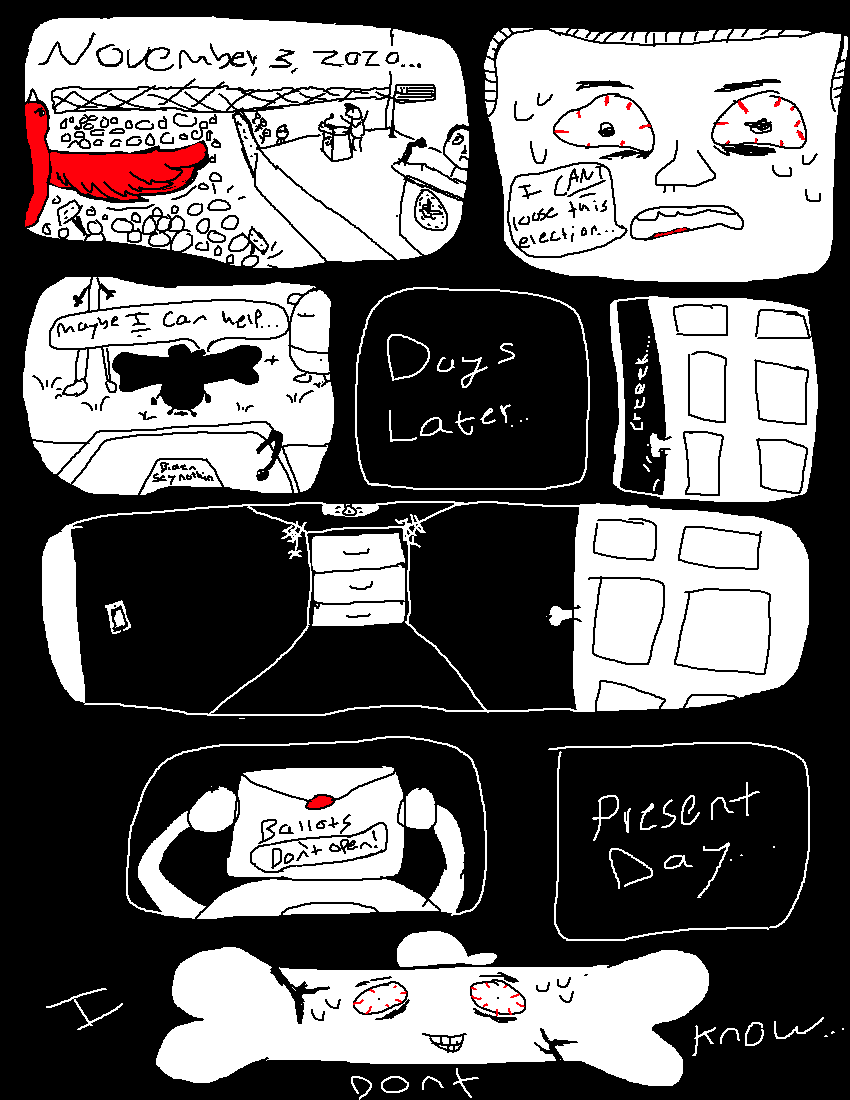 November, 3, 2020...
I CAN'T
loose this
election...
maybe I can help...
Biden
Say nothin
Days
Later...
creeek....
Ballots
Don't open!
Present
Day...
I
Dont
Know...